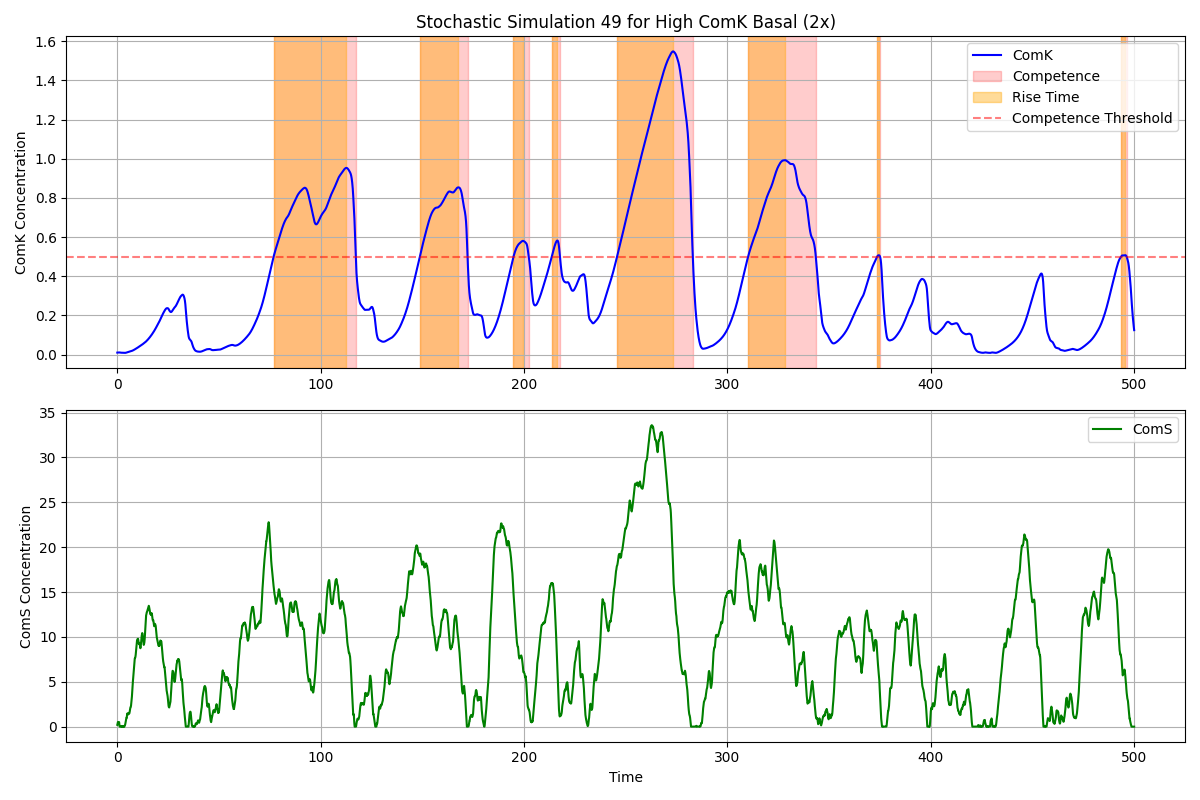 Stochastic Simulation 49 for High ComK Basal (2x)
ComK Concentration
1.6
1.4
1.2
1.0
0.8
0.6
0.4
0.2
0.0
ComK
Competence
Rise Time
Competence Threshold
0 100 200 300 400 500
ComS Concentration
35
30
25
20
15
10
5
0
ComS
0 100 200 300 400 500
Time